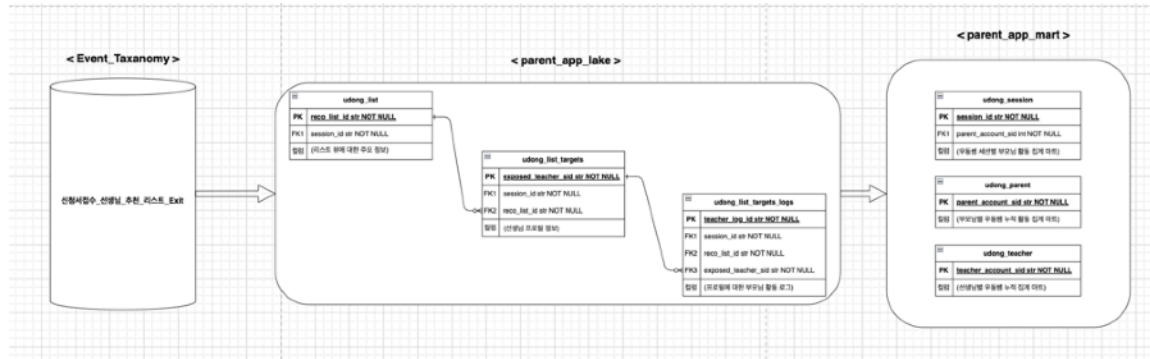 < Event_Taxanomy >
신청서접수_선생님_추천_리스트_Exit
< parent_app_lake >
udong_list
PK reco_list_id str NOT NULL
FK1 session_id str NOT NULL
컬럼 (리스트 뷰에 대한 주요 정보)
udong_list_targets
PK exposed_teacher_sid str NOT NULL
FK1 session_id str NOT NULL
FK2 reco_list_id str NOT NULL
컬럼 (선생님 프로필 정보)
udong_list_targets_logs
PK teacher_log_id str NOT NULL
FK1 session_id str NOT NULL
FK2 reco_list_id str NOT NULL
FK3 exposed_teacher_sid str NOT NULL
컬럼 (프로필에 대한 부모님 활동 로그)
< parent_app_mart >
udong_session
PK session_id str NOT NULL
FK1 parent_account_sid int NOT NULL
컬럼 (우동쌤 세션별 부모님 활동 집계 마트)
udong_parent
PK parent_account_sid str NOT NULL
컬럼 (부모님별 우동쌤 누적 활동 집계 마트)
udong_teacher
PK teacher_account_sid str NOT NULL
컬럼 (선생님별 우동쌤 누적 집계 마트)